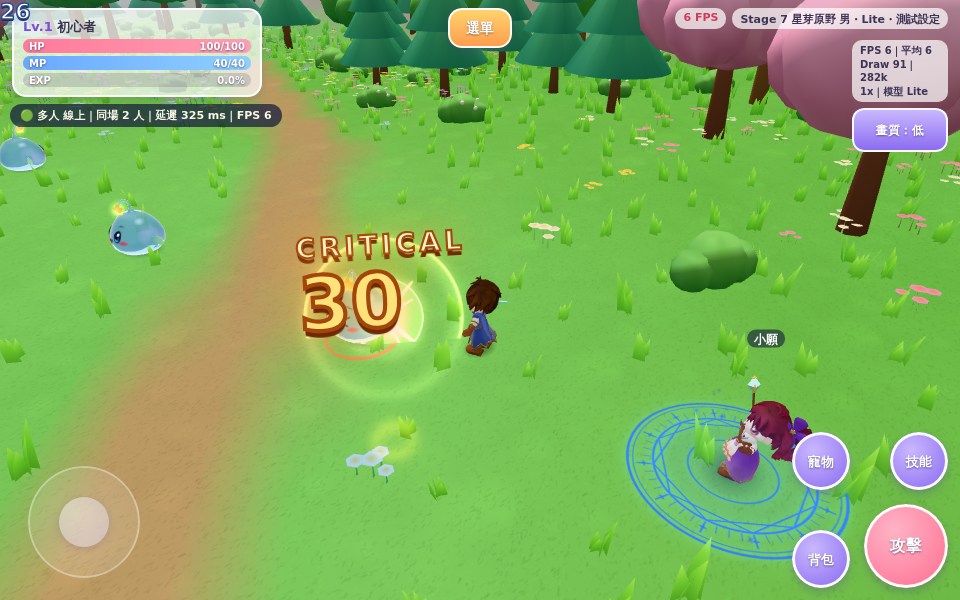 26
Lv.1 初心者
HP 100/100
MP 40/40
EXP 0.0%
多人 線上 | 同場 2 人 | 延遲 325 ms | FPS 6
選單
6 FPS
Stage 7 星芽原野 男・Lite・測試設定
FPS 6 | 平均 6
Draw 91 |
282k
1x | 模型 Lite
畫質：低
CRITICAL
30
小願
寵物
技能
攻擊
背包